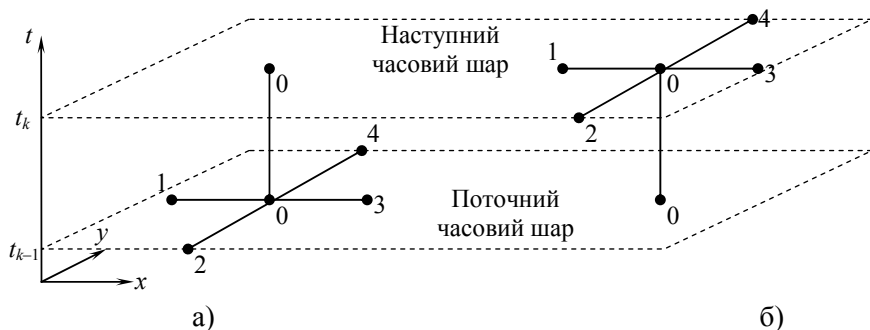 t
Наступний
часовий шар
4
1
0
3
0
2
t_k
4
1
0
3
Поточний
часовий шар
0
y
t_{k–1}
2
x
а)
б)